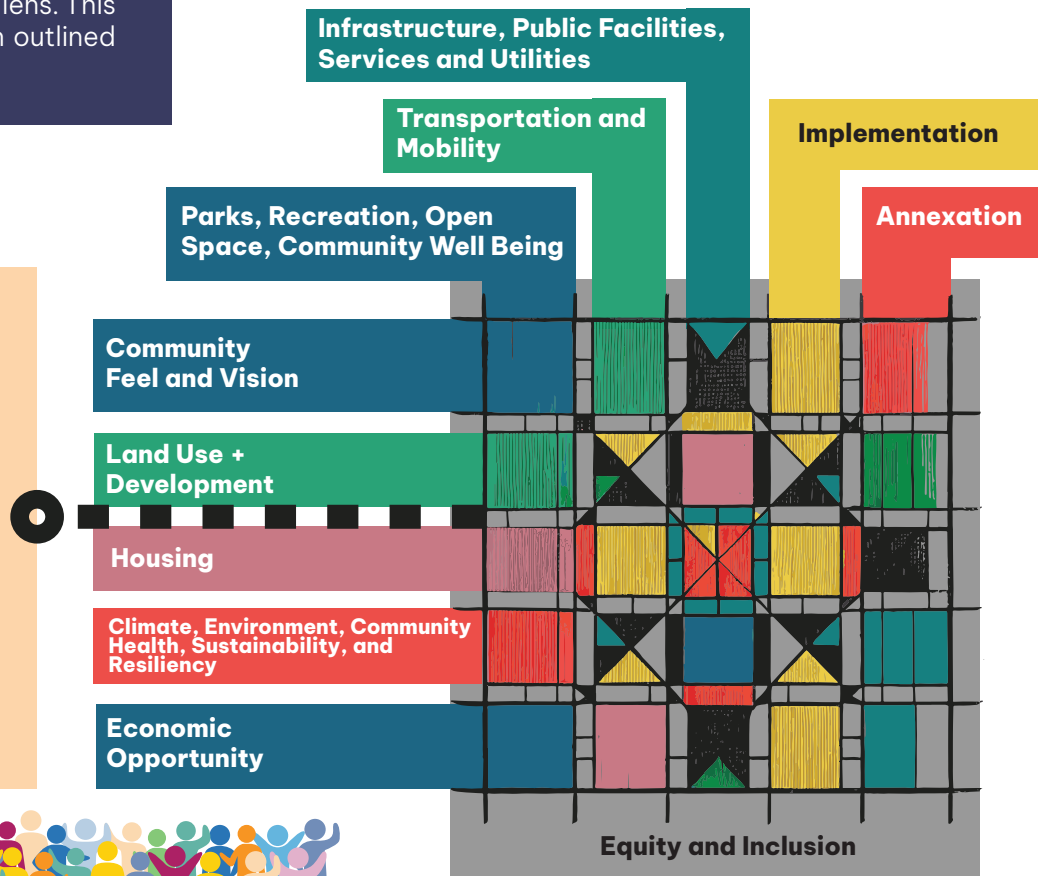 lens. This
outlined
Infrastructure, Public Facilities,
Services and Utilities
Transportation and
Mobility
Implementation
Parks, Recreation, Open
Space, Community Well Being
Annexation
Community
Feel and Vision
Land Use +
Development
Housing
Climate, Environment, Community
Health, Sustainability, and
Resiliency
Economic
Opportunity
Equity and Inclusion